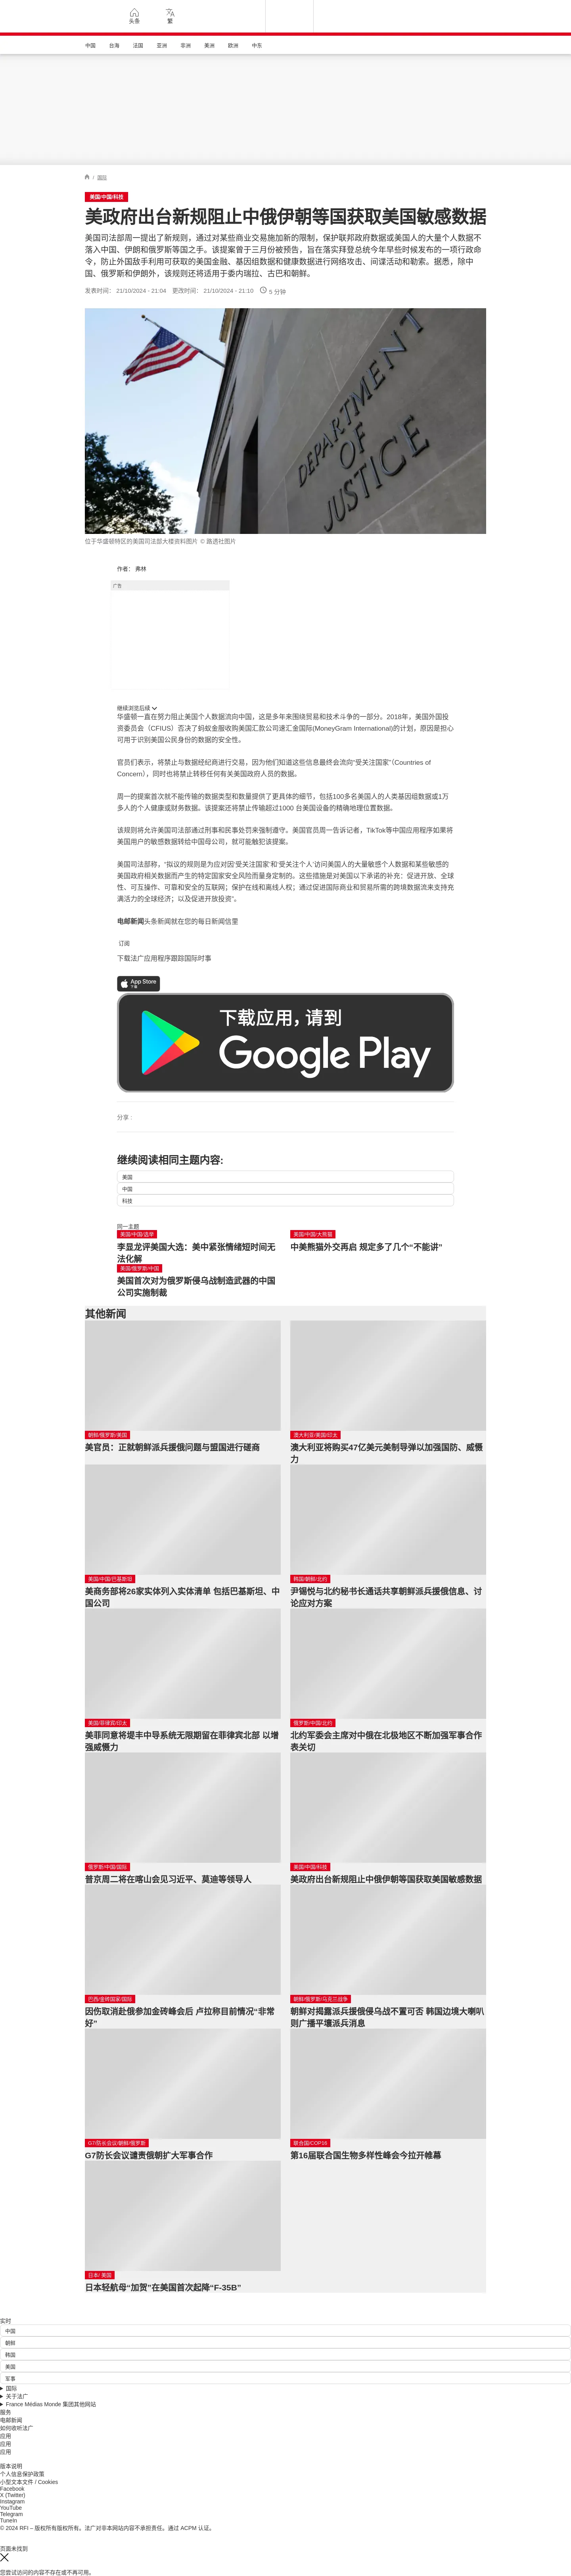 头条
繁
中国
台海
法国
亚洲
非洲
美洲
欧洲
中东
/ 国际
美国/中国/科技
美政府出台新规阻止中俄伊朝等国获取美国敏感数据
美国司法部周一提出了新规则，通过对某些商业交易施加新的限制，保护联邦政府数据或美国人的大量个人数据不
落入中国、伊朗和俄罗斯等国之手。该提案曾于三月份被预告，旨在落实拜登总统今年早些时候发布的一项行政命
令，防止外国敌手利用可获取的美国金融、基因组数据和健康数据进行网络攻击、间谍活动和勒索。据悉，除中
国、俄罗斯和伊朗外，该规则还将适用于委内瑞拉、古巴和朝鲜。
发表时间： 21/10/2024 - 21:04 更改时间： 21/10/2024 - 21:10 5 分钟
DEPARTMENT
OF
JUSTICE
位于华盛顿特区的美国司法部大楼资料图片 © 路透社图片
作者： 弗林
广告
继续浏览后续
华盛顿一直在努力阻止美国个人数据流向中国，这是多年来围绕贸易和技术斗争的一部分。2018年，美国外国投
资委员会（CFIUS）否决了蚂蚁金服收购美国汇款公司速汇金国际(MoneyGram International)的计划，原因是担心
可用于识别美国公民身份的数据的安全性。
官员们表示，将禁止与数据经纪商进行交易，因为他们知道这些信息最终会流向“受关注国家”（Countries of
Concern），同时也将禁止转移任何有关美国政府人员的数据。
周一的提案首次就不能传输的数据类型和数量提供了更具体的细节，包括100多名美国人的人类基因组数据或1万
多人的个人健康或财务数据。该提案还将禁止传输超过1000 台美国设备的精确地理位置数据。
该规则将允许美国司法部通过刑事和民事处罚来强制遵守。美国官员周一告诉记者，TikTok等中国应用程序如果将
美国用户的敏感数据转给中国母公司，就可能触犯该提案。
美国司法部称，“拟议的规则是为应对因‘受关注国家’和‘受关注个人’访问美国人的大量敏感个人数据和某些敏感的
美国政府相关数据而产生的特定国家安全风险而量身定制的。这些措施是对美国以下承诺的补充：促进开放、全球
性、可互操作、可靠和安全的互联网；保护在线和离线人权；通过促进国际商业和贸易所需的跨境数据流来支持充
满活力的全球经济；以及促进开放投资”。
电邮新闻头条新闻就在您的每日新闻信里
订阅
下载法广应用程序跟踪国际时事
App Store
下载
下载应用，请到
Google Play
分享 :
继续阅读相同主题内容:
美国
中国
科技
同一主题
美国/中国/选举
李显龙评美国大选：美中紧张情绪短时间无
法化解
美国/中国/大熊猫
中美熊猫外交再启 规定多了几个“不能讲”
美国/俄罗斯/中国
美国首次对为俄罗斯侵乌战制造武器的中国
公司实施制裁
其他新闻
朝鲜/俄罗斯/美国
美官员：正就朝鲜派兵援俄问题与盟国进行磋商
澳大利亚/美国/印太
澳大利亚将购买47亿美元美制导弹以加强国防、威慑
力
美国/中国/巴基斯坦
美商务部将26家实体列入实体清单 包括巴基斯坦、中
国公司
韩国/朝鲜/北约
尹锡悦与北约秘书长通话共享朝鲜派兵援俄信息、讨
论应对方案
美国/菲律宾/印太
美菲同意将堤丰中导系统无限期留在菲律宾北部 以增
强威慑力
俄罗斯/中国/北约
北约军委会主席对中俄在北极地区不断加强军事合作
表关切
俄罗斯/中国/国际
普京周二将在喀山会见习近平、莫迪等领导人
美国/中国/科技
美政府出台新规阻止中俄伊朝等国获取美国敏感数据
巴西/金砖国家/国际
因伤取消赴俄参加金砖峰会后 卢拉称目前情况“非常
好”
朝鲜/俄罗斯/乌克兰战争
朝鲜对揭露派兵援俄侵乌战不置可否 韩国边境大喇叭
则广播平壤派兵消息
G7/防长会议/朝鲜/俄罗斯
G7防长会议谴责俄朝扩大军事合作
联合国/COP16
第16届联合国生物多样性峰会今拉开帷幕
日本/ 美国
日本轻航母“加贺”在美国首次起降“F-35B”
实时
中国
朝鲜
韩国
美国
军事
国际
关于法广
France Médias Monde 集团其他网站
服务
电邮新闻
如何收听法广
应用
应用
应用
版本说明
个人信息保护政策
小型文本文件 / Cookies
Facebook
X (Twitter)
Instagram
YouTube
Telegram
TuneIn
© 2024 RFI – 版权所有版权所有。法广对非本网站内容不承担责任。通过 ACPM 认证。
页面未找到
您尝试访问的内容不存在或不再可用。